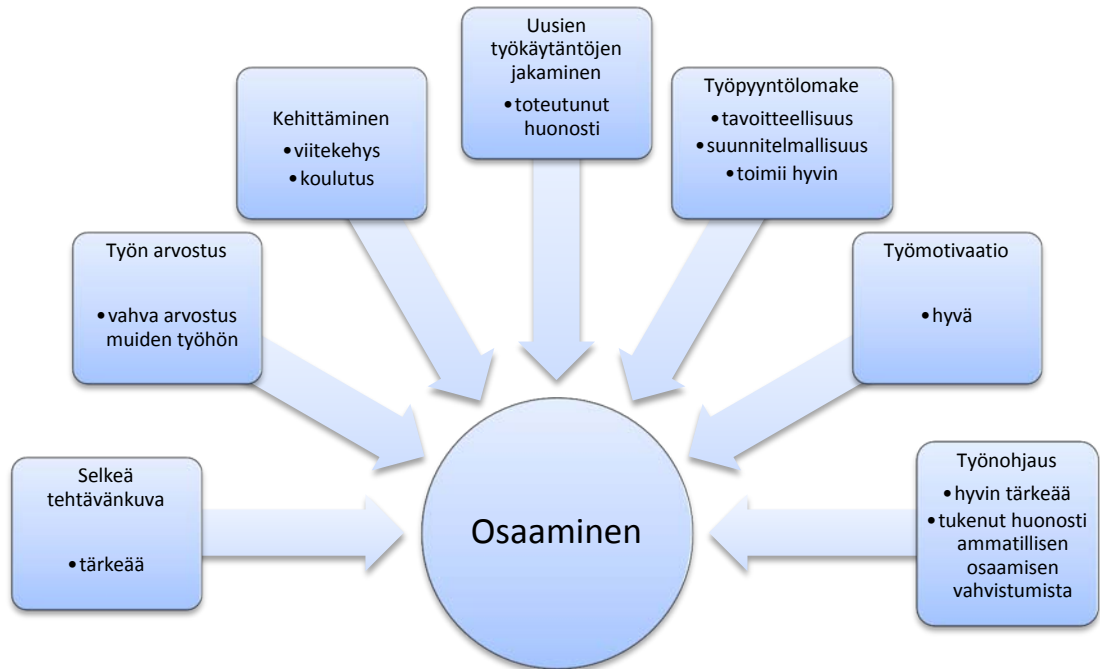 Uusien
työkäytäntöjen
jakaminen
•toteutunut
huonosti
Kehittäminen
•viitekehys
•koulutus
Työpyyntölomake
•tavoitteellisuus
•suunnitelmallisuus
•toimii hyvin
Työn arvostus
•vahva arvostus
muiden työhön
Työmotivaatio
•hyvä
Selkeä
tehtävänkuva
•tärkeää
Osaaminen
Työnohjaus
•hyvin tärkeää
•tukenut huonosti
ammatillisen
osaamisen
vahvistumista